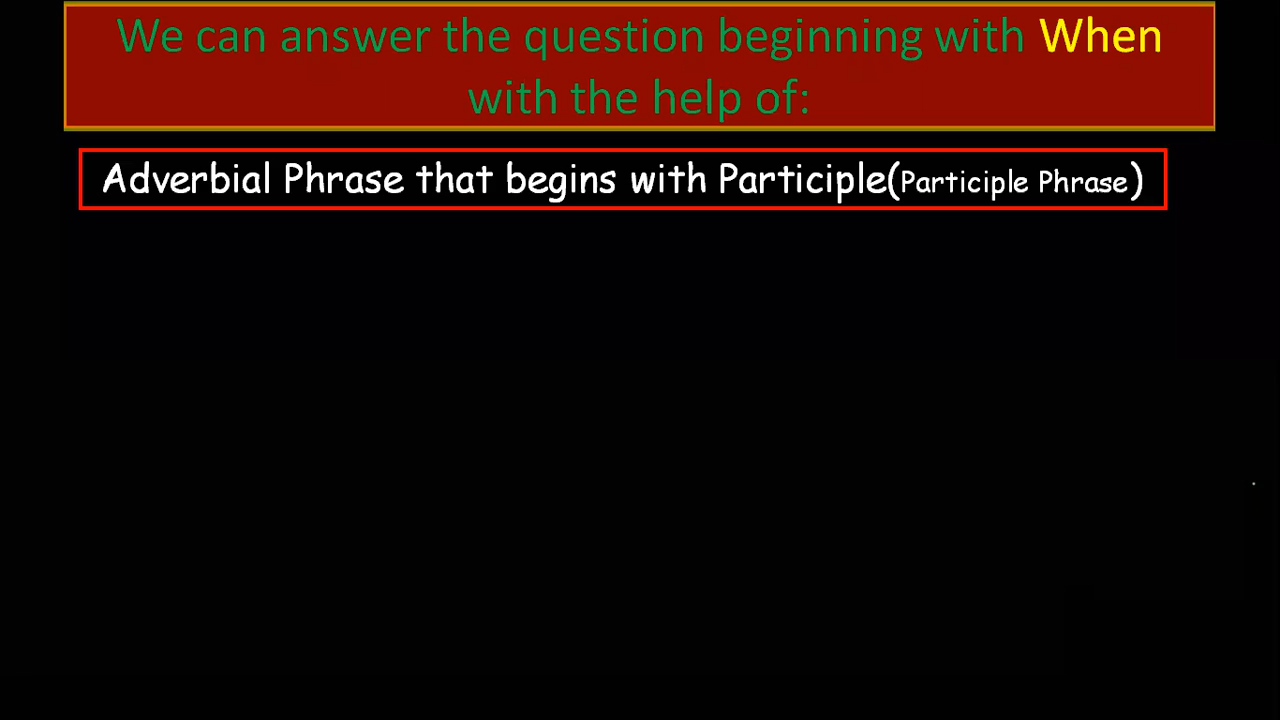 We can answer the question beginning with When
with the help of:
Adverbial Phrase that begins with Participle(Participle Phrase)